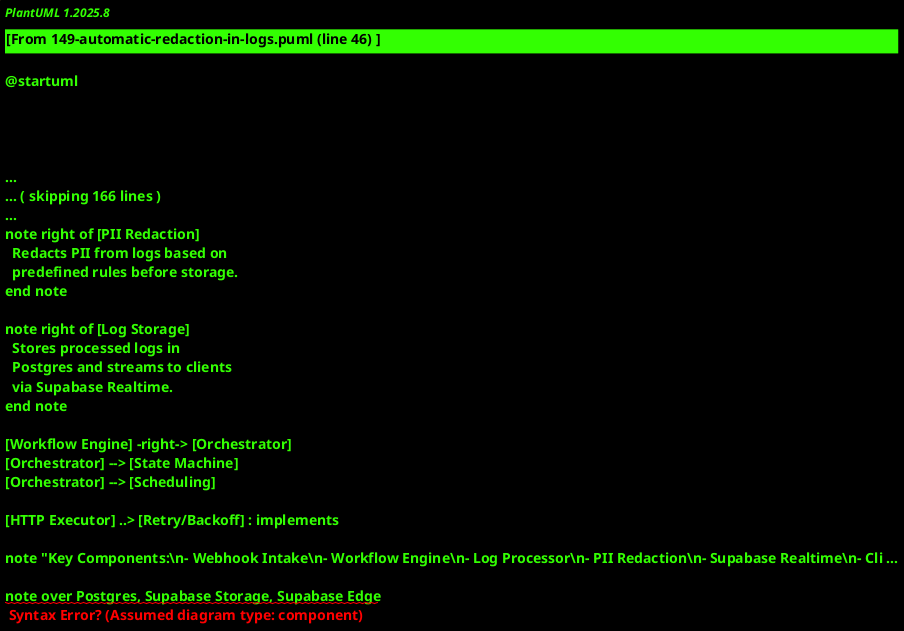 PlantUML 1.2025.8
[From 149-automatic-redaction-in-logs.puml (line 46) ]
@startuml
...
... ( skipping 166 lines )
...
note right of [PII Redaction]
Redacts PII from logs based on
predefined rules before storage.
end note
note right of [Log Storage]
Stores processed logs in
Postgres and streams to clients
via Supabase Realtime.
end note
[Workflow Engine] -right-> [Orchestrator]
[Orchestrator] --> [State Machine]
[Orchestrator] --> [Scheduling]
[HTTP Executor] ..> [Retry/Backoff] : implements
note "Key Components:\n- Webhook Intake\n- Workflow Engine\n- Log Processor\n- PII Redaction\n- Supabase Realtime\n- Cli ...
note over Postgres, Supabase Storage, Supabase Edge
Syntax Error? (Assumed diagram type: component)